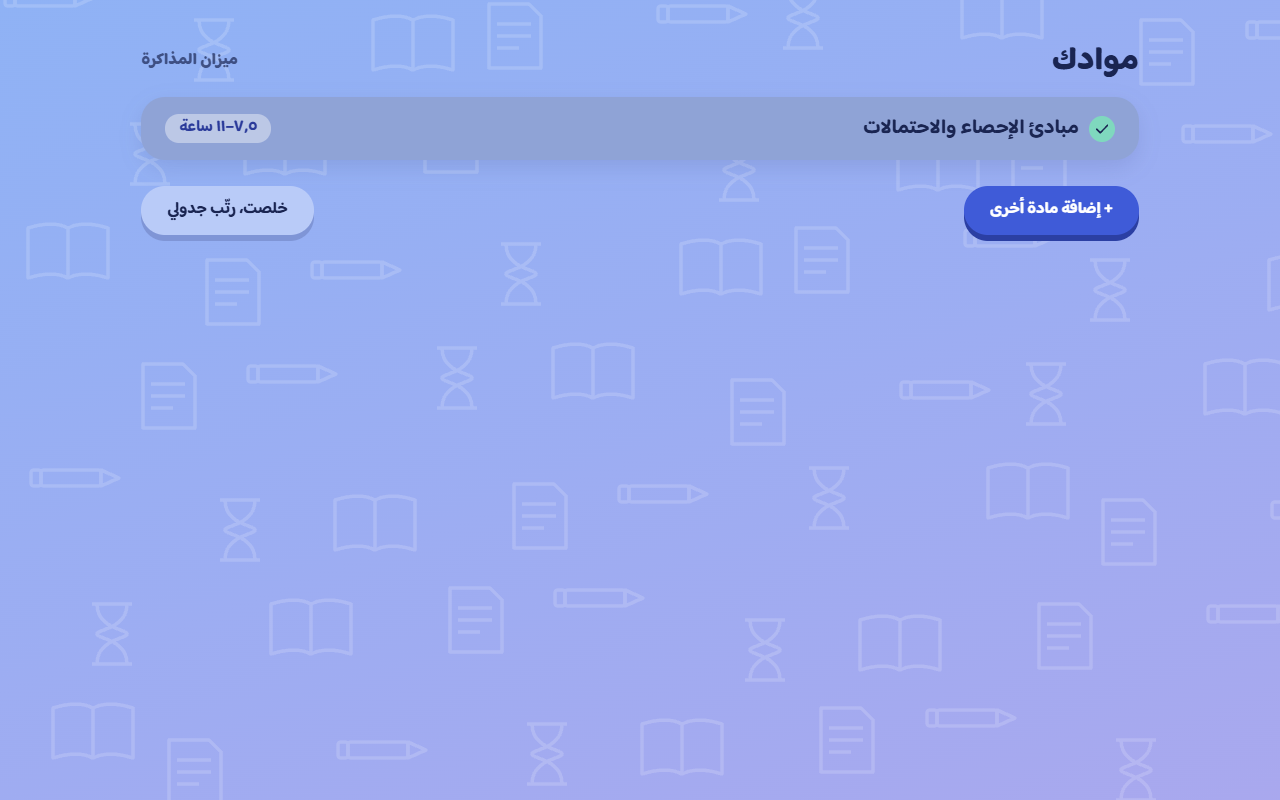 موادك
ميزان المذاكرة
مبادئ الإحصاء والاحتمالات
٧٫٥–١١ ساعة
+ إضافة مادة أخرى
خلصت، رتّب جدولي